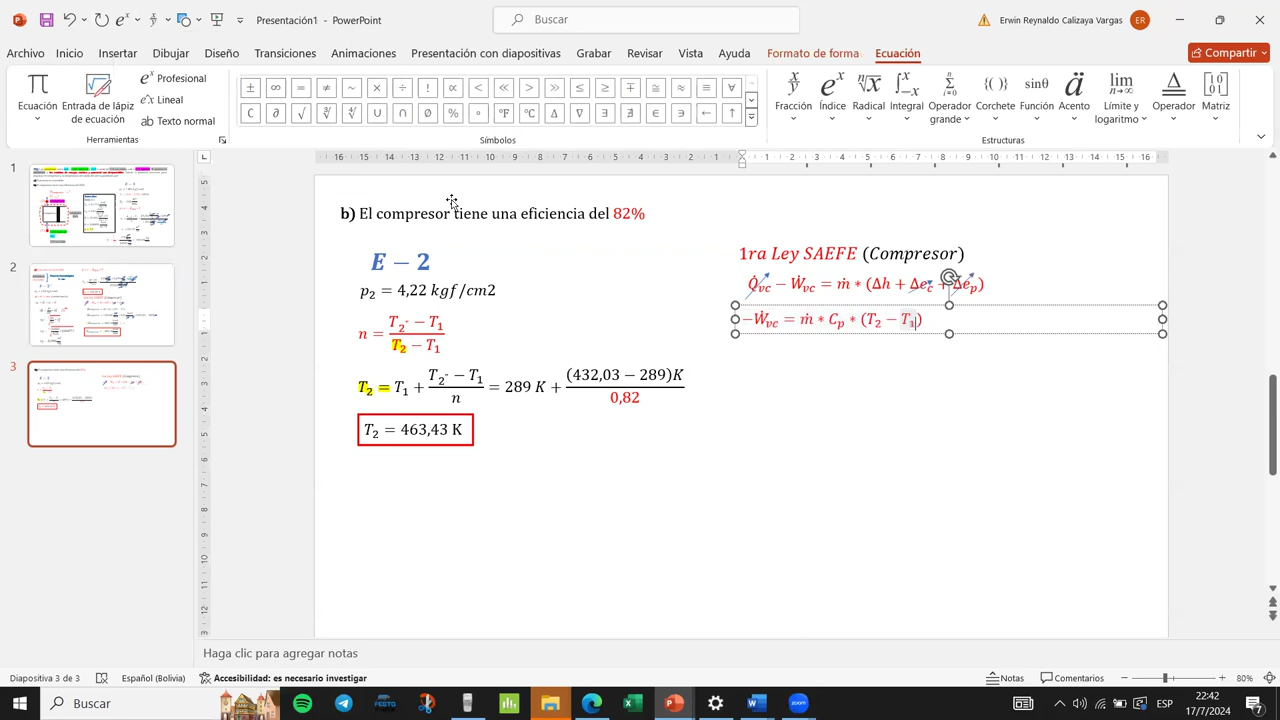 Presentación1 - PowerPoint
Buscar
Erwin Reynaldo Calizaya Vargas
ER
Archivo Inicio Insertar Dibujar Diseño Transiciones Animaciones Presentación con diapositivas Grabar Revisar Vista Ayuda Formato de forma Ecuación
Compartir
Ecuación
Entrada de lápiz de ecuación
Profesional
Lineal
ab Texto normal
Herramientas
Símbolos
Fracción Índice Radical Integral Operador grande Corchete Función Acento Límite y logaritmo Operador Matriz
Estructuras
b) El compresor tiene una eficiencia del 82%
E − 2
p₂ = 4,22 kgf/cm2
n = (T₂* − T₁)/(T₂ − T₁)
T₂ = T₁ + (T₂* − T₁)/n = 289 K + ((432,03 − 289)K)/0,82
T₂ = 463,43 K
1ra Ley SAEFE (Compresor)
Q̇vc − Ẇvc = ṁ ∗ (Δh + Δec + Δep)
−Ẇvc = ṁ ∗ Cp ∗ (T₂ − T₁)
1
2
3
Haga clic para agregar notas
Diapositiva 3 de 3
Español (Bolivia)
Accesibilidad: es necesario investigar
Notas
Comentarios
80%
Buscar
22:42
17/7/2024
ESP